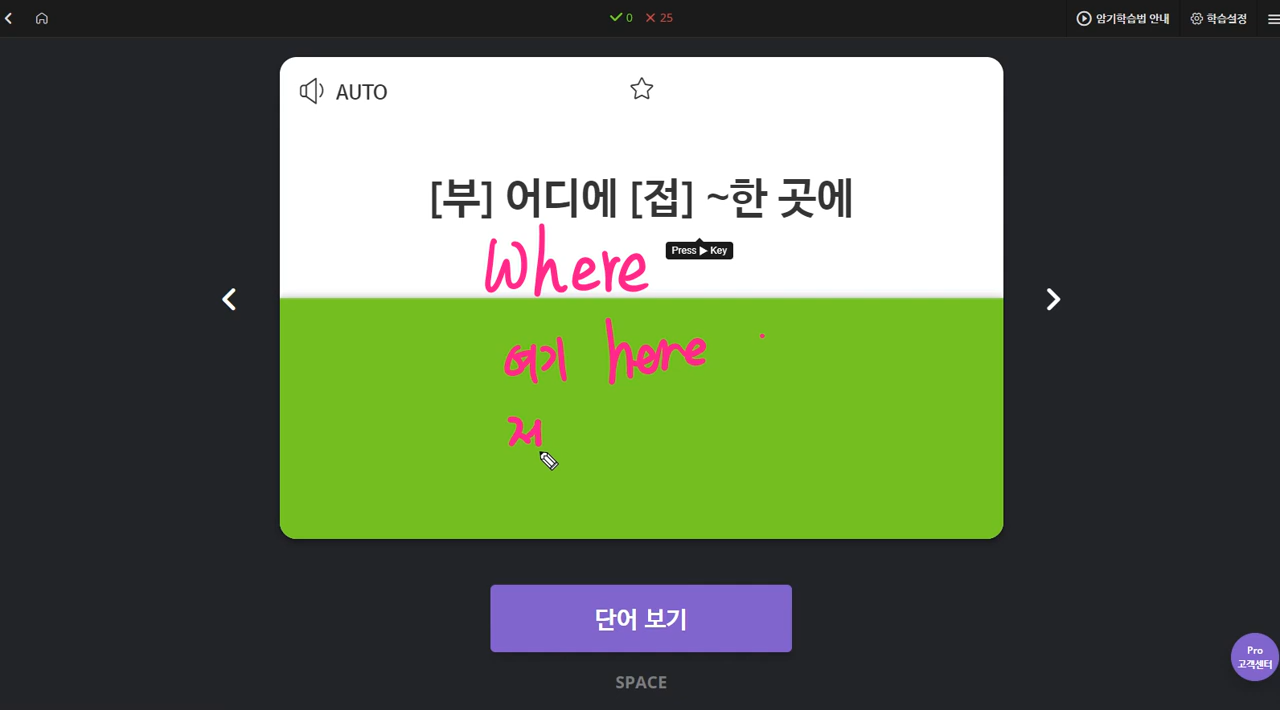 0 25 암기학습법 안내 학습설정
AUTO
[부] 어디에 [접] ~한 곳에
Press ▶ Key
Where
여기 here
저
단어 보기
SPACE
Pro
고객센터